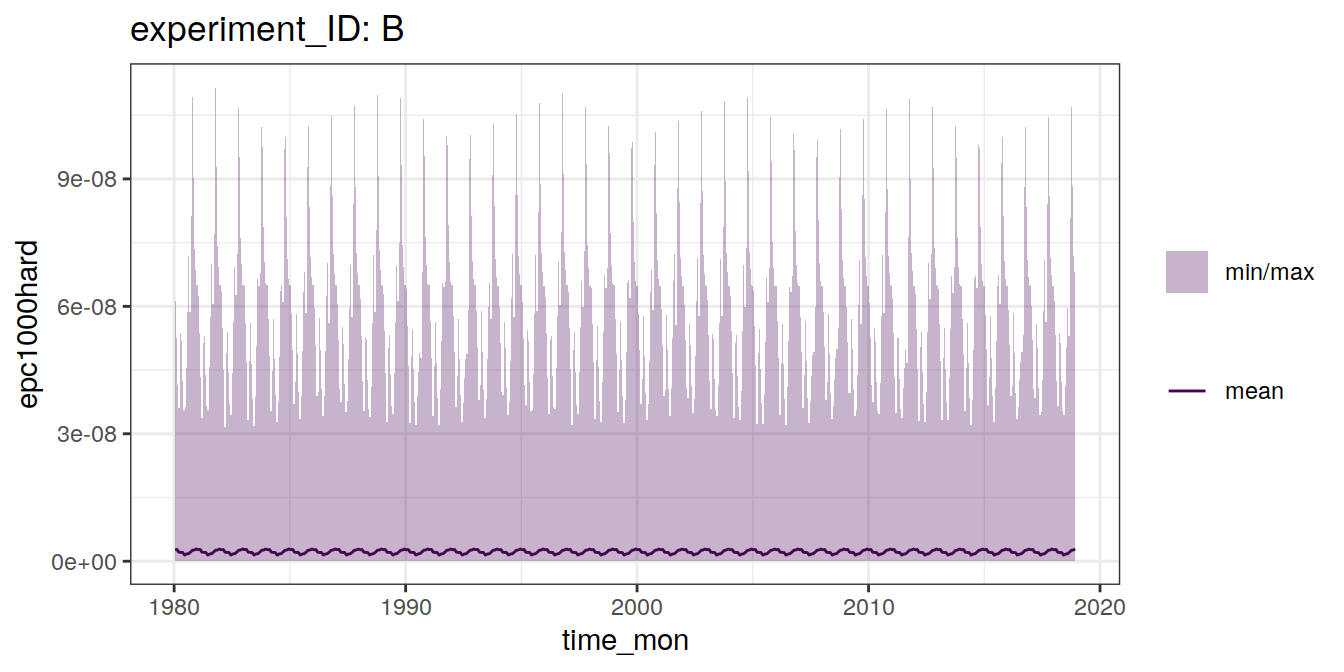 experiment_ID: B
epc1000hard
9e-08
6e-08
3e-08
0e+00
1980
1990
2000
2010
2020
time_mon
min/max
mean